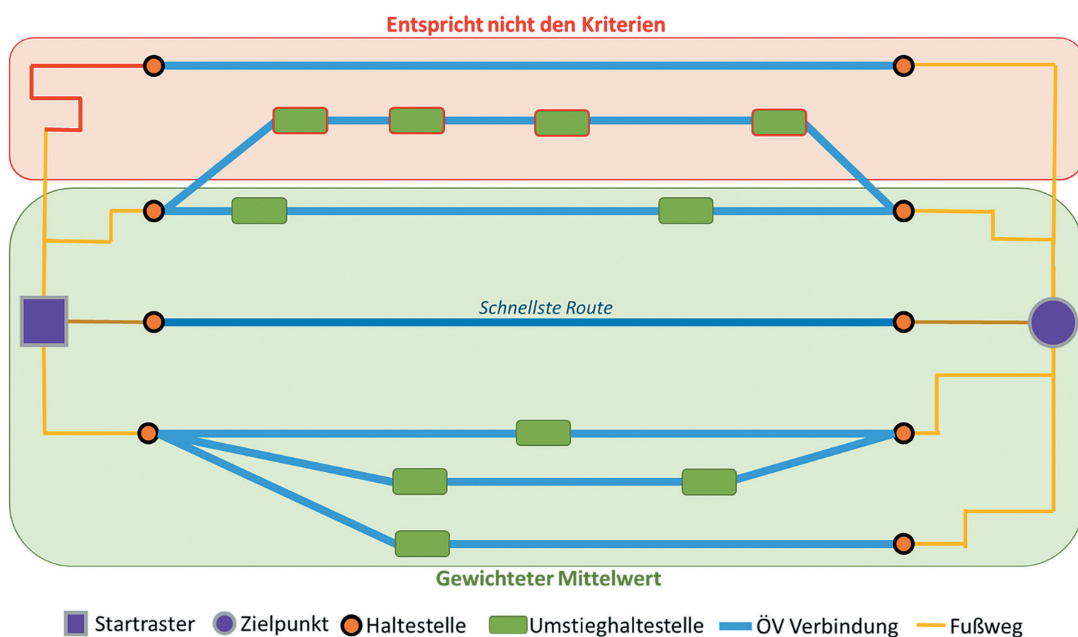 Entspricht nicht den Kriterien
Schnellste Route
Gewichteter Mittelwert
Startraster Zielpunkt Haltestelle Umstieghaltestelle ÖV Verbindung Fußweg